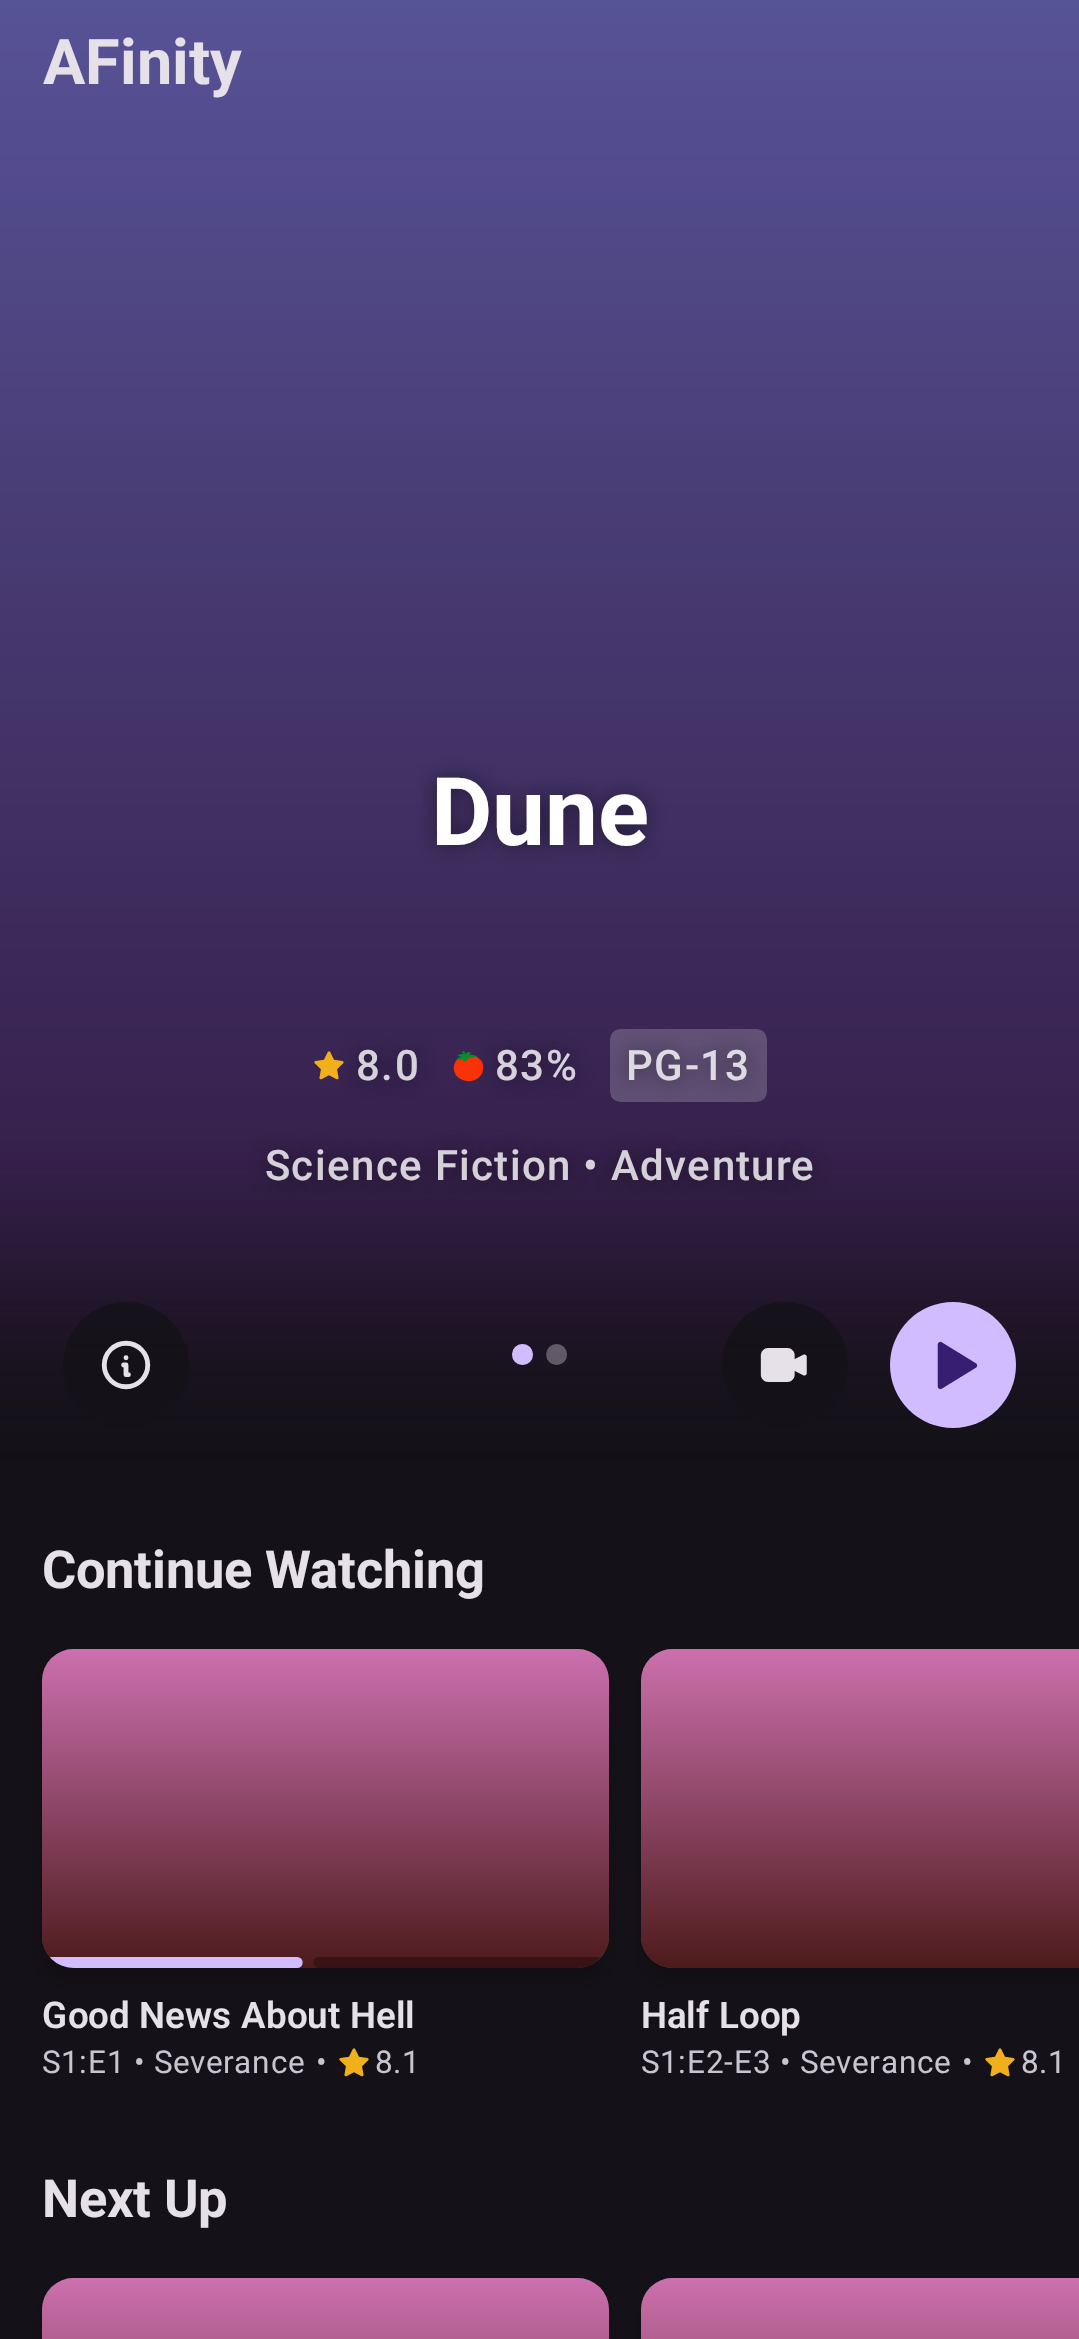 AFinity
Dune
8.0 83% PG-13
Science Fiction • Adventure
Continue Watching
Good News About Hell
S1:E1 • Severance • 8.1
Half Loop
S1:E2-E3 • Severance • 8.1
Next Up